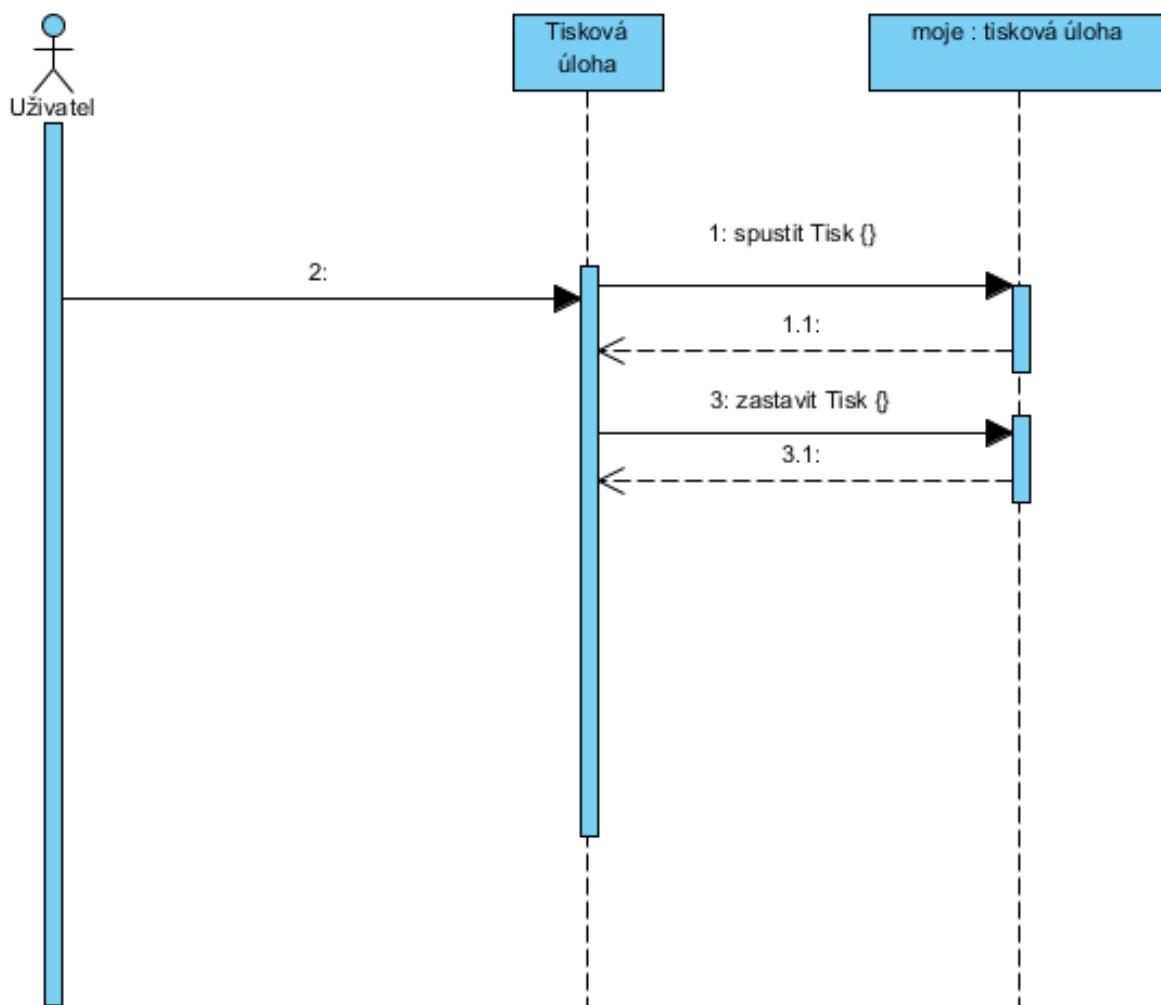 Tisková
úloha
moje : tisková úloha
Uživatel
1: spustit Tisk {}
2:
1.1:
3: zastavit Tisk {}
3.1: